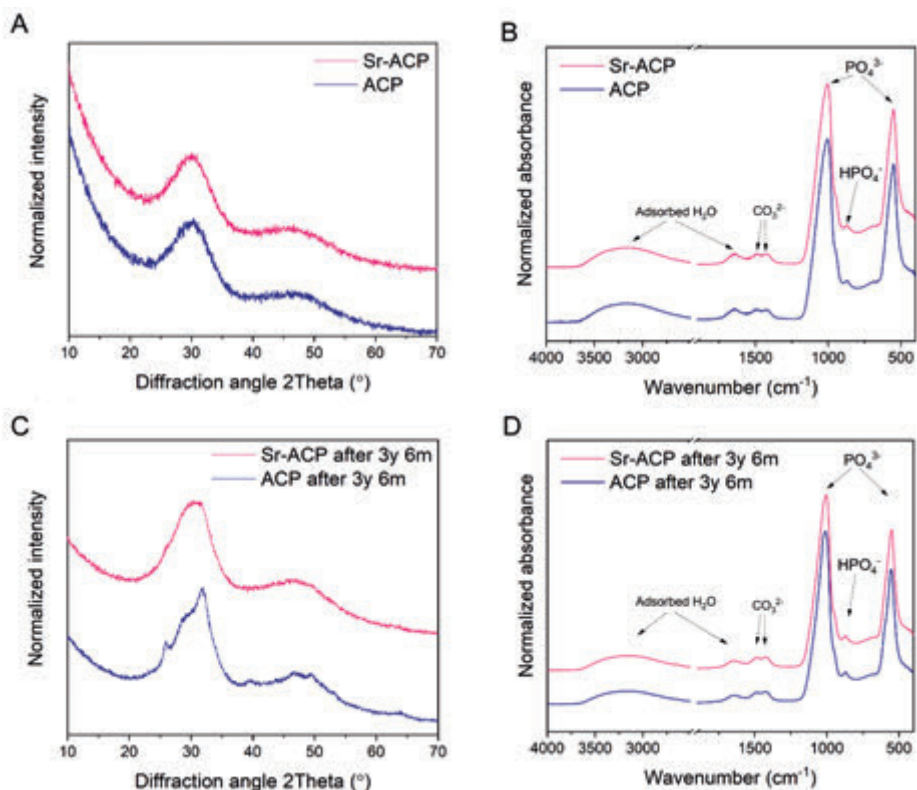 A
Sr-ACP
ACP
Normalized intensity
10 20 30 40 50 60 70
Diffraction angle 2Theta (°)
B
Sr-ACP
ACP
PO₄³⁻
HPO₄⁻
Adsorbed H₂O
CO₃²⁻
Normalized absorbance
4000 3500 3000 1500 1000 500
Wavenumber (cm⁻¹)
C
Sr-ACP after 3y 6m
ACP after 3y 6m
Normalized intensity
10 20 30 40 50 60 70
Diffraction angle 2Theta (°)
D
Sr-ACP after 3y 6m
ACP after 3y 6m
PO₄³⁻
HPO₄⁻
Adsorbed H₂O
CO₃²⁻
Normalized absorbance
4000 3500 3000 1500 1000 500
Wavenumber (cm⁻¹)